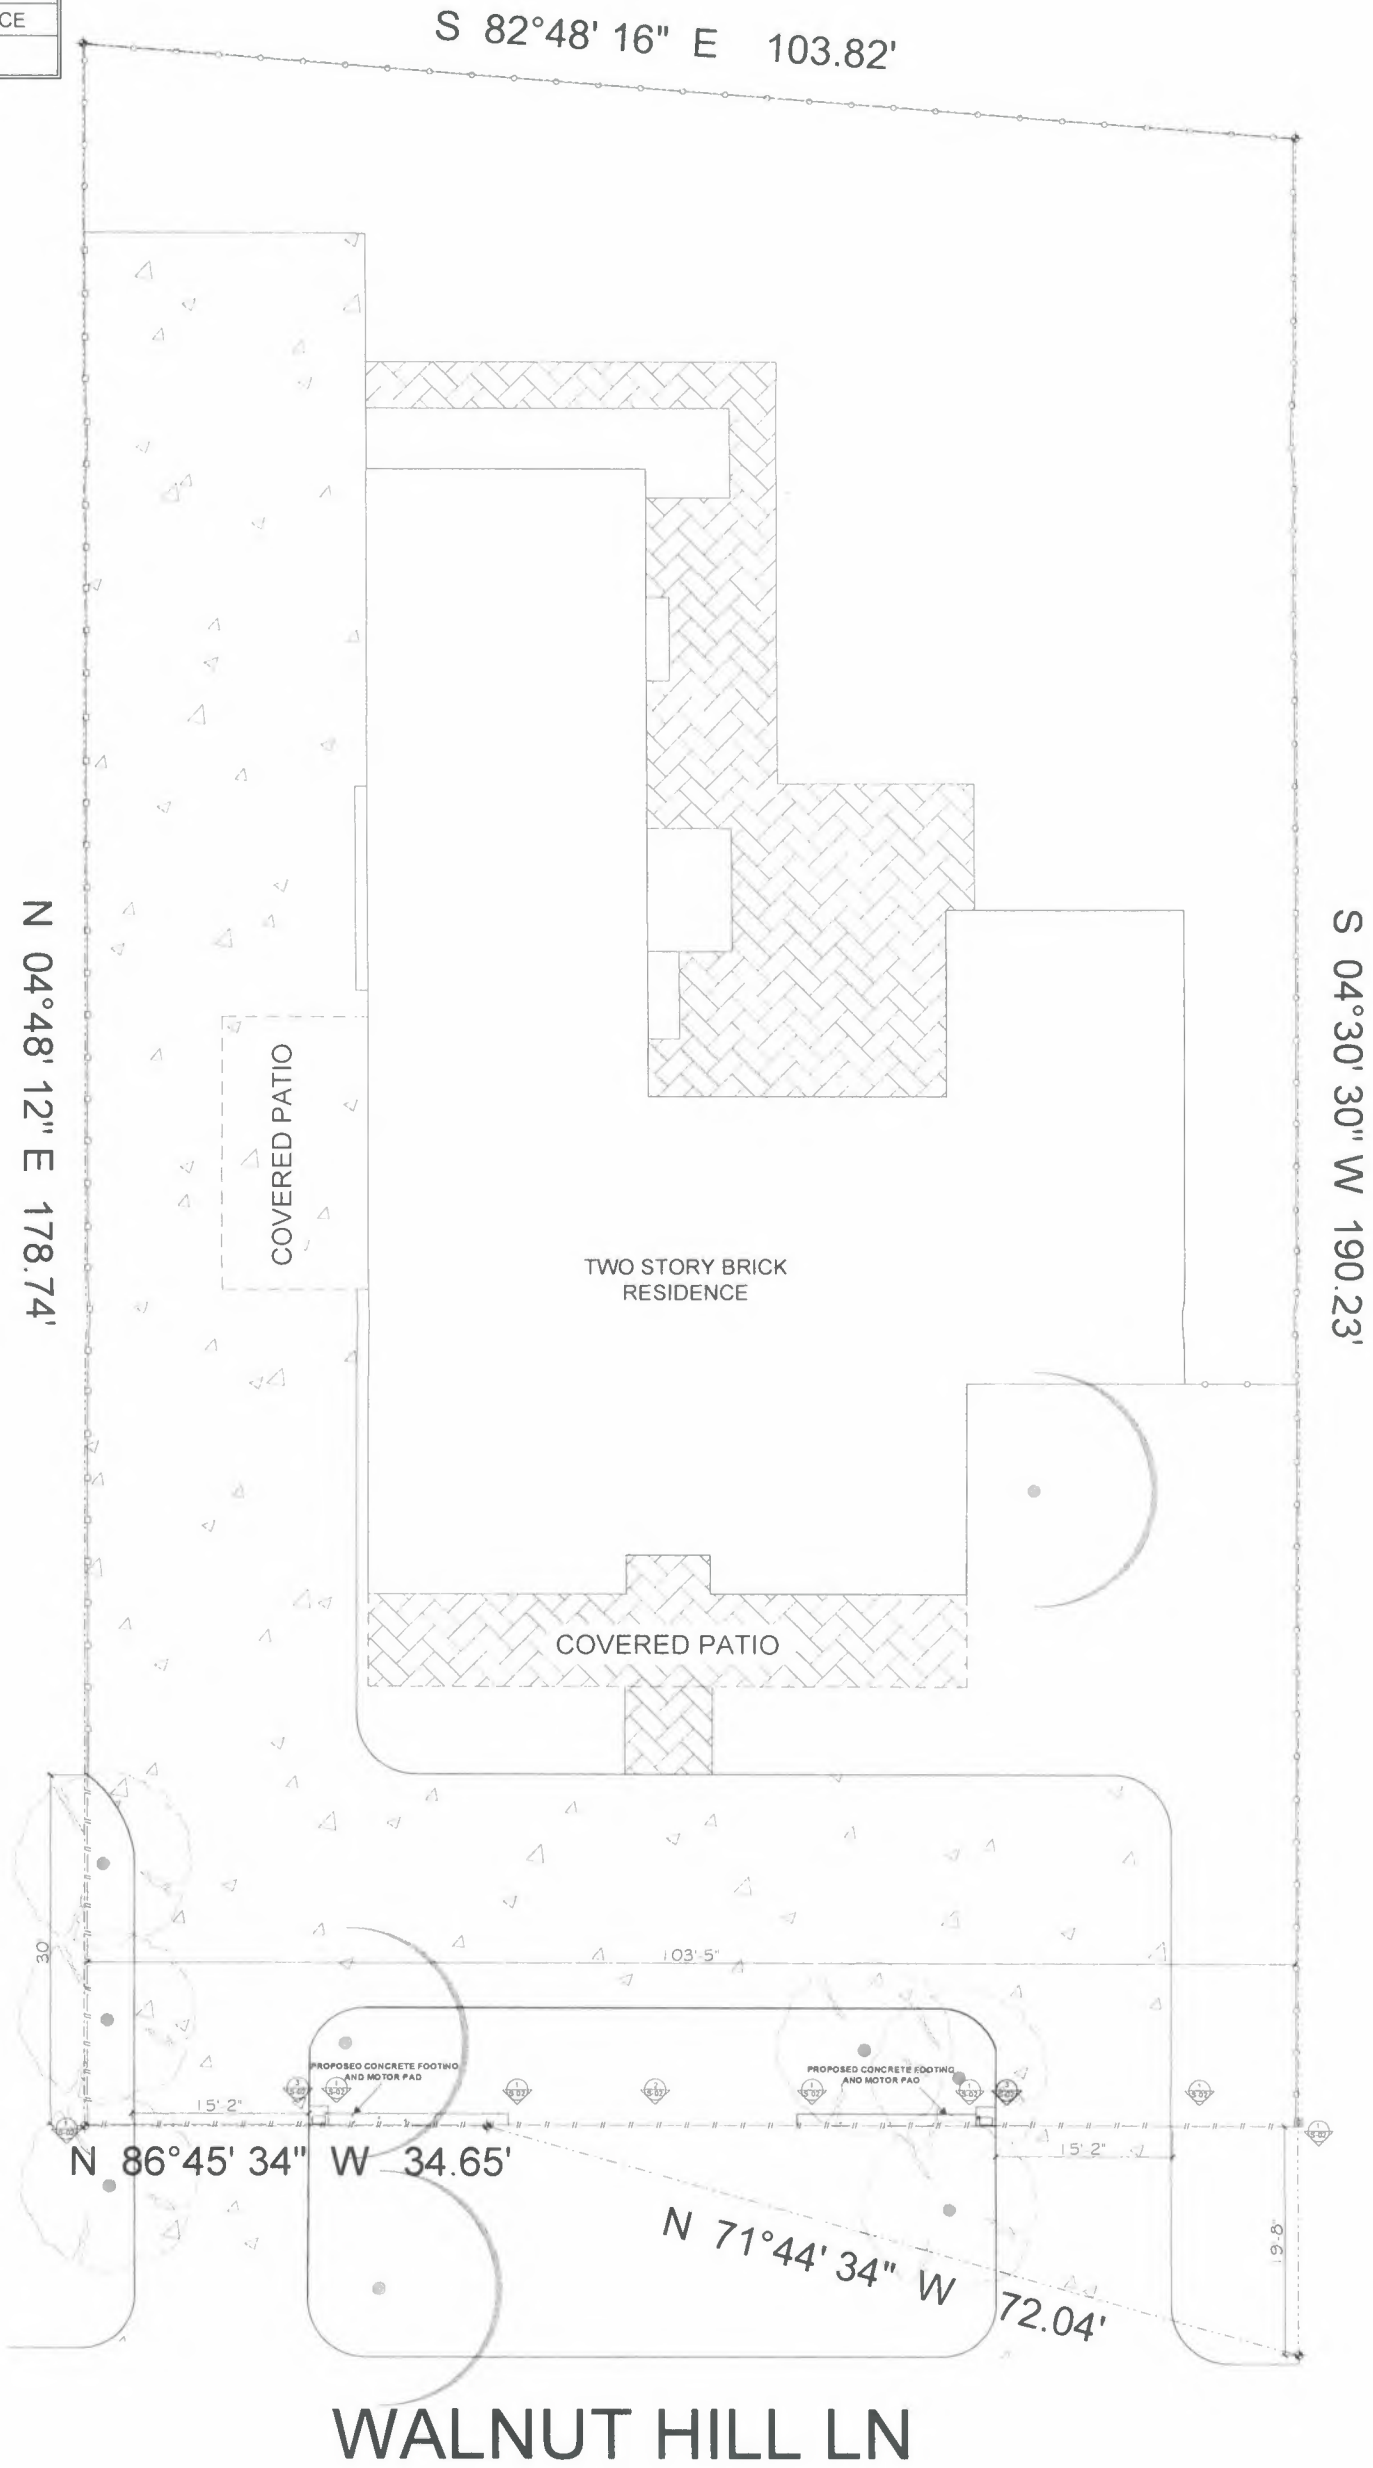 CE
S 82°48' 16" E 103.82'
N 04°48' 12" E 178.74'
S 04°30' 30" W 190.23'
COVERED PATIO
TWO STORY BRICK
RESIDENCE
COVERED PATIO
30'
103'-5"
PROPOSED CONCRETE FOOTING
AND MOTOR PAD
PROPOSED CONCRETE FOOTING
AND MOTOR PAD
15'-2"
15'-2"
N 86°45' 34" W 34.65'
N 71°44' 34" W 72.04'
19'-8"
WALNUT HILL LN